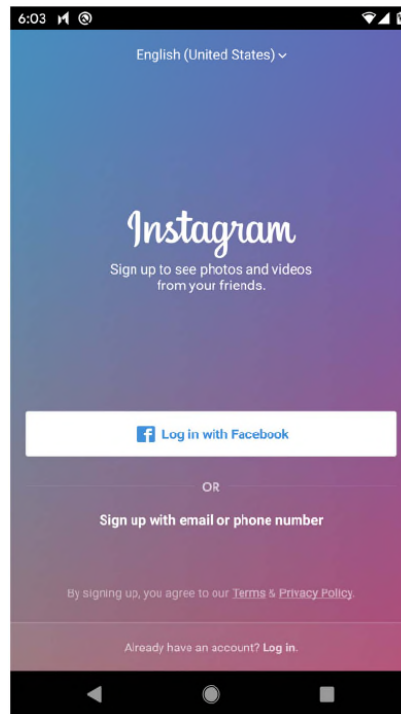 6:03
English (United States)
Instagram
Sign up to see photos and videos
from your friends.
Log in with Facebook
OR
Sign up with email or phone number
By signing up, you agree to our Terms & Privacy Policy.
Already have an account? Log in.